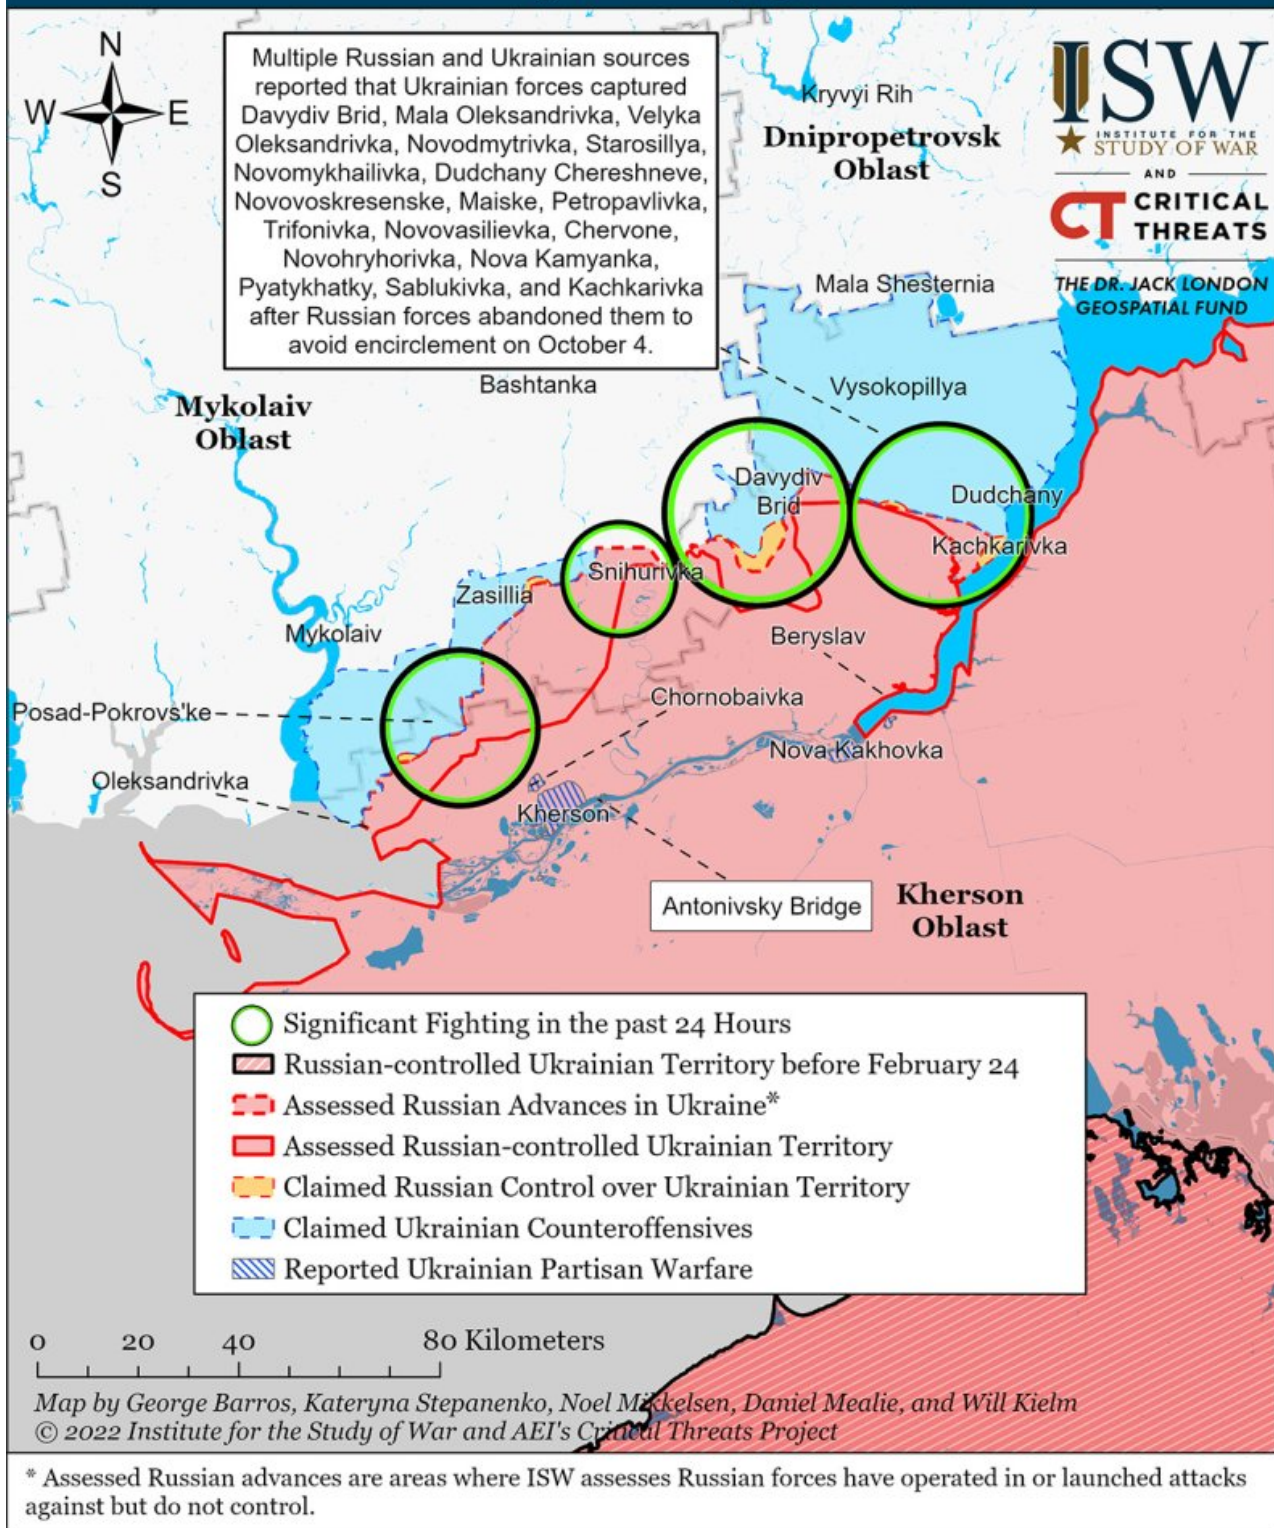 N
W
E
S
Multiple Russian and Ukrainian sources
reported that Ukrainian forces captured
Davydiv Brid, Mala Oleksandrivka, Velyka
Oleksandrivka, Novodmytrivka, Starosillya,
Novomykhailivka, Dudchany Chereshneve,
Novovoskresenske, Maiske, Petropavlivka,
Trifonivka, Novovasilievka, Chervone,
Novohryhorivka, Nova Kamyanka,
Pyatykhatky, Sablukivka, and Kachkarivka
after Russian forces abandoned them to
avoid encirclement on October 4.
ISW
INSTITUTE FOR THE
STUDY OF WAR
AND
CT CRITICAL
THREATS
THE DR. JACK LONDON
GEOSPATIAL FUND
Kryvyi Rih
Dnipropetrovsk
Oblast
Mala Shesternia
Bashtanka
Vysokopillya
Mykolaiv
Oblast
Davydiv
Brid
Dudchany
Kachkarivka
Snihurivka
Zasillia
Mykolaiv
Beryslav
Chornobaivka
Posad-Pokrovs'ke
Nova Kakhovka
Oleksandrivka
Kherson
Antonivsky Bridge
Kherson
Oblast
Significant Fighting in the past 24 Hours
Russian-controlled Ukrainian Territory before February 24
Assessed Russian Advances in Ukraine*
Assessed Russian-controlled Ukrainian Territory
Claimed Russian Control over Ukrainian Territory
Claimed Ukrainian Counteroffensives
Reported Ukrainian Partisan Warfare
0 20 40 80 Kilometers
Map by George Barros, Kateryna Stepanenko, Noel Mikkelsen, Daniel Mealie, and Will Kielm
© 2022 Institute for the Study of War and AEI's Critical Threats Project
* Assessed Russian advances are areas where ISW assesses Russian forces have operated in or launched attacks
against but do not control.